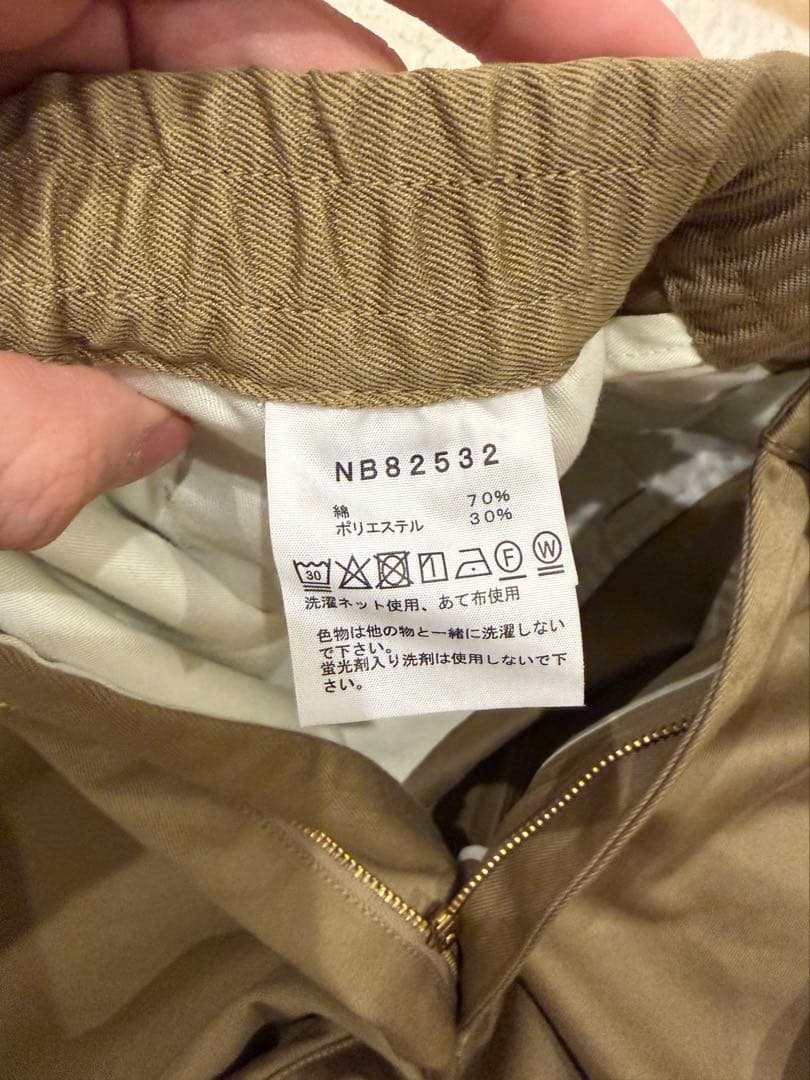 NB82532
綿 70%
ポリエステル 30%
30 F W
洗濯ネット使用、あて布使用
色物は他の物と一緒に洗濯しない
で下さい。
蛍光剤入り洗剤は使用しないで下
さい。